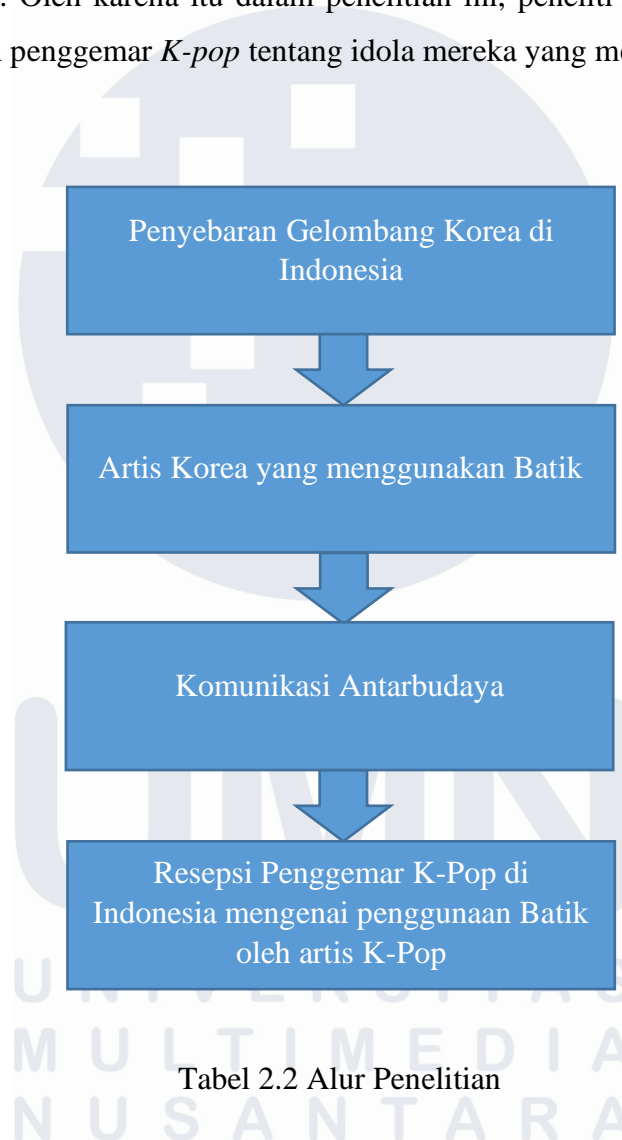 . Oleh karena itu dalam penelitian ini, peneliti
penggemar K-pop tentang idola mereka yang
Penyebaran Gelombang Korea di
Indonesia
Artis Korea yang menggunakan Batik
Komunikasi Antarbudaya
Resepsi Penggemar K-Pop di
Indonesia mengenai penggunaan Batik
oleh artis K-Pop
UMN
UNIVERSITAS
MULTIMEDIA
Tabel 2.2 Alur Penelitian
NUSANTARA